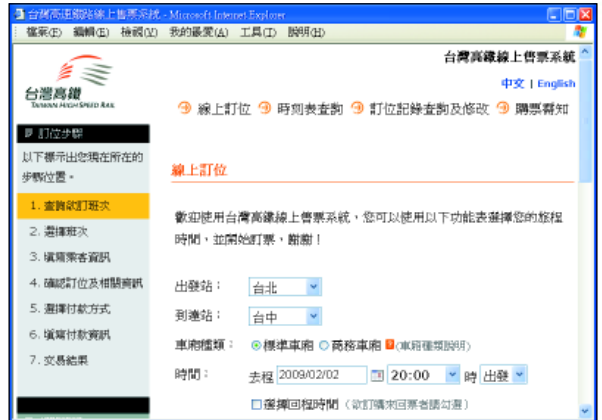 台灣高速鐵路線上售票系統 - Microsoft Internet Explorer
檔案(F) 編輯(E) 檢視(V) 我的最愛(A) 工具(T) 說明(H)
台灣高鐵線上售票系統
中文 | English
台灣高鐵
TAIWAN HIGH SPEED RAIL
線上訂位 時刻表查詢 訂位記錄查詢及修改 購票需知
訂位步驟
以下標示出您現在所在的
步驟位置。
1. 查詢欲訂班次
2. 選擇班次
3. 填寫乘客資訊
4. 確認訂位及相關資訊
5. 選擇付款方式
6. 填寫付款資訊
7. 交易結果
線上訂位
歡迎使用台灣高鐵線上售票系統，您可以使用以下功能表選擇您的旅程
時間，並開始訂票，謝謝！
出發站： 台北
到達站： 台中
車廂種類： 標準車廂 商務車廂 (車廂種類說明)
時間： 去程 2009/02/02 20:00 時 出發
選擇回程時間（欲訂購來回票者請勾選）